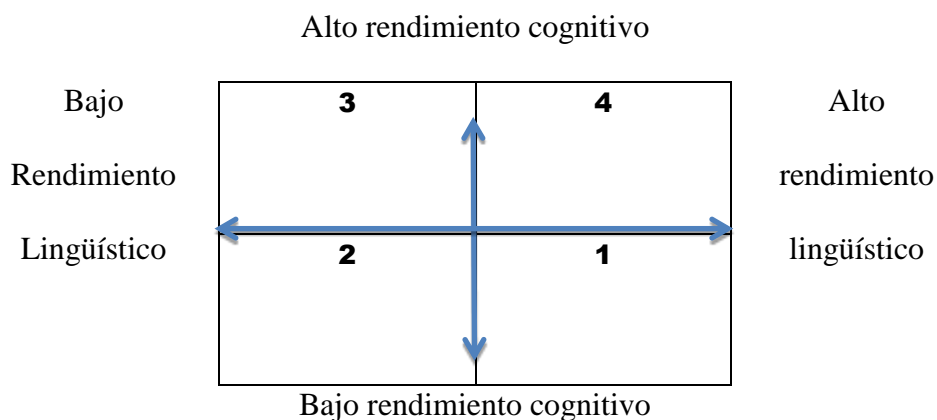 Alto rendimiento cognitivo
Bajo 3 4 Alto
Rendimiento rendimiento
Lingüístico 2 1 lingüístico
Bajo rendimiento cognitivo